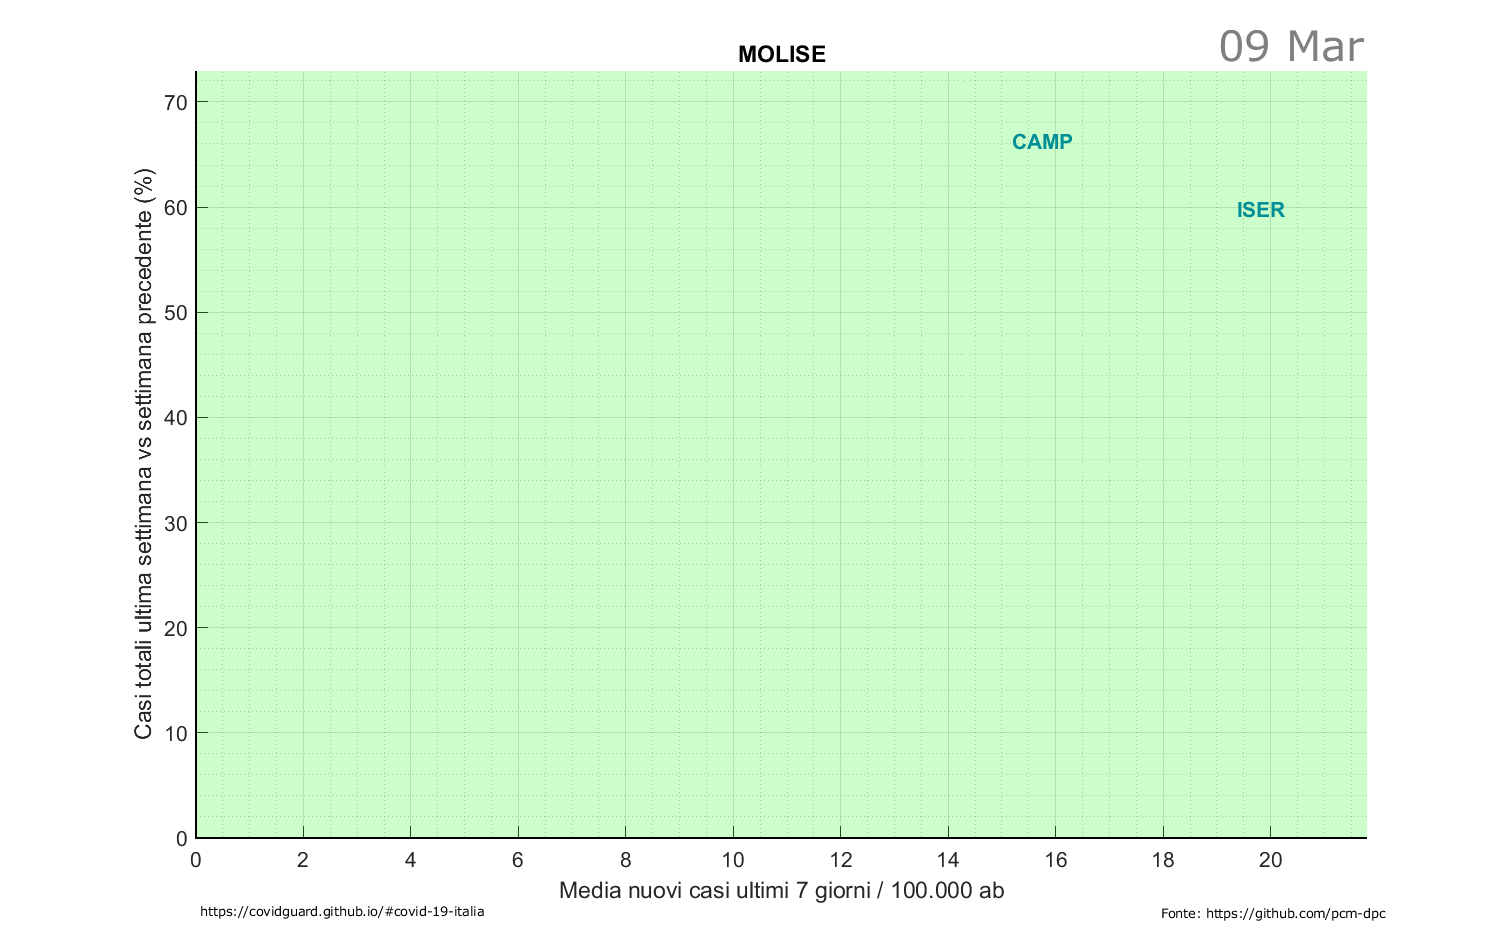 09 Mar
MOLISE
70
60
50
40
30
20
10
0
Casi totali ultima settimana vs settimana precedente (%)
CAMP
ISER
0 2 4 6 8 10 12 14 16 18 20
Media nuovi casi ultimi 7 giorni / 100.000 ab
https://covidguard.github.io/#covid-19-italia
Fonte: https://github.com/pcm-dpc